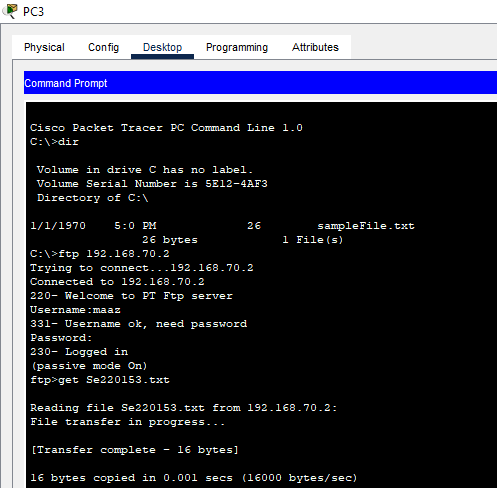 PC3
Physical Config Desktop Programming Attributes
Command Prompt
Cisco Packet Tracer PC Command Line 1.0
C:\>dir
Volume in drive C has no label.
Volume Serial Number is 5E12-4AF3
Directory of C:\
1/1/1970 5:0 PM 26 sampleFile.txt
26 bytes 1 File(s)
C:\>ftp 192.168.70.2
Trying to connect...192.168.70.2
Connected to 192.168.70.2
220- Welcome to PT Ftp server
Username:maaz
331- Username ok, need password
Password:
230- Logged in
(passive mode On)
ftp>get Se220153.txt
Reading file Se220153.txt from 192.168.70.2:
File transfer in progress...
[Transfer complete - 16 bytes]
16 bytes copied in 0.001 secs (16000 bytes/sec)